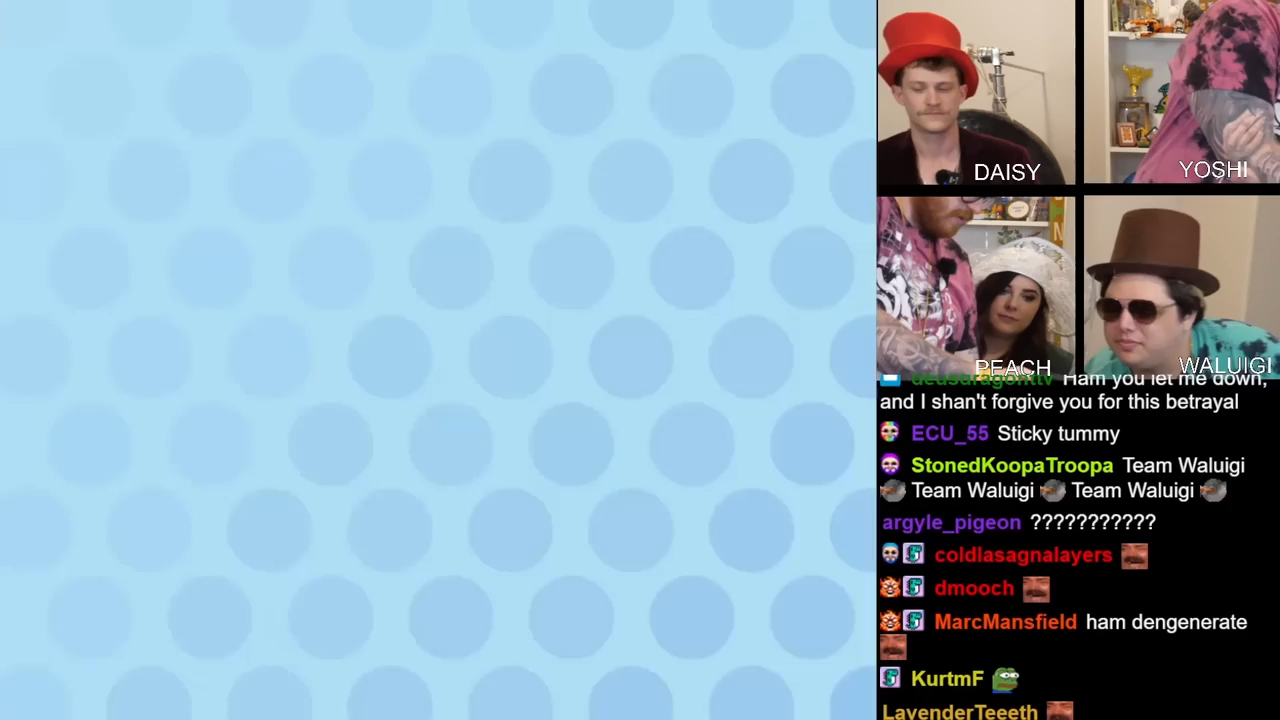 DAISY
YOSHI
PEACH
WALUIGI
deusdragonttv Ham you let me down,
and I shan't forgive you for this betrayal
ECU_55 Sticky tummy
StonedKoopaTroopa Team Waluigi
Team Waluigi Team Waluigi
argyle_pigeon ???????????
coldlasagnalayers
dmooch
MarcMansfield ham dengenerate
KurtmF
LavenderTeeeth